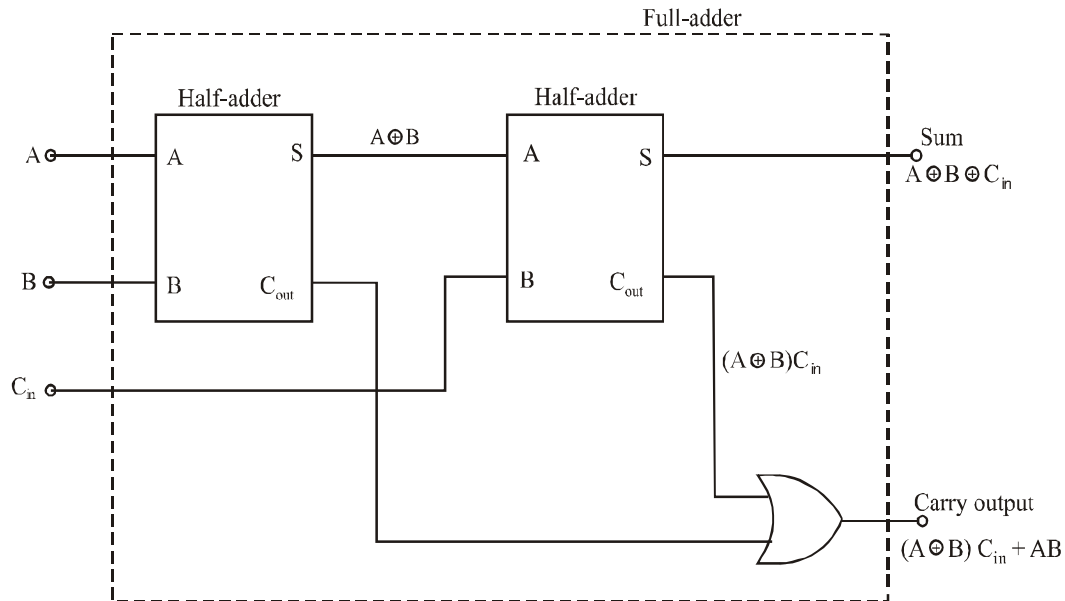 Full-adder
Half-adder
Half-adder
A
A
S
A⊕B
A
S
Sum
A⊕B⊕C_in
B
B
C_out
B
C_out
(A⊕B)C_in
C_in
Carry output
(A⊕B) C_in + AB